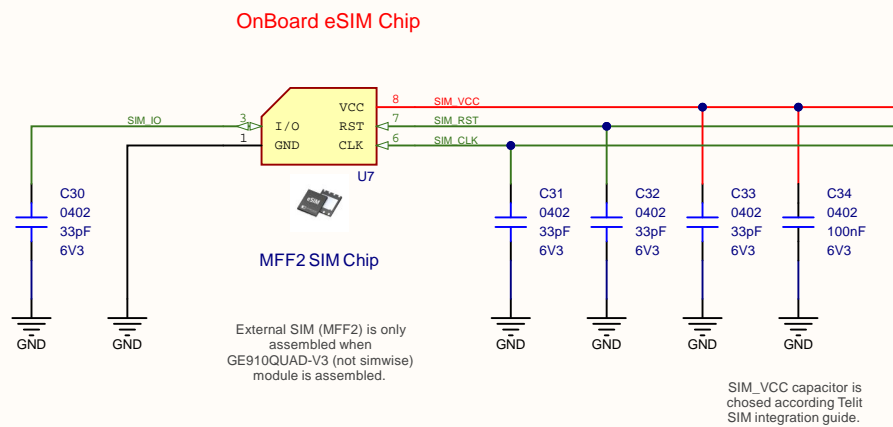 OnBoard eSIM Chip
SIM_IO
3
1
I/O
GND
VCC
RST
CLK
8
7
6
SIM_VCC
SIM_RST
SIM_CLK
U7
eSIM
MFF2 SIM Chip
C30
0402
33pF
6V3
C31
0402
33pF
6V3
C32
0402
33pF
6V3
C33
0402
33pF
6V3
C34
0402
100nF
6V3
GND
GND
GND
GND
GND
GND
External SIM (MFF2) is only
assembled when
GE910QUAD-V3 (not simwise)
module is assembled.
SIM_VCC capacitor is
chosed according Telit
SIM integration guide.